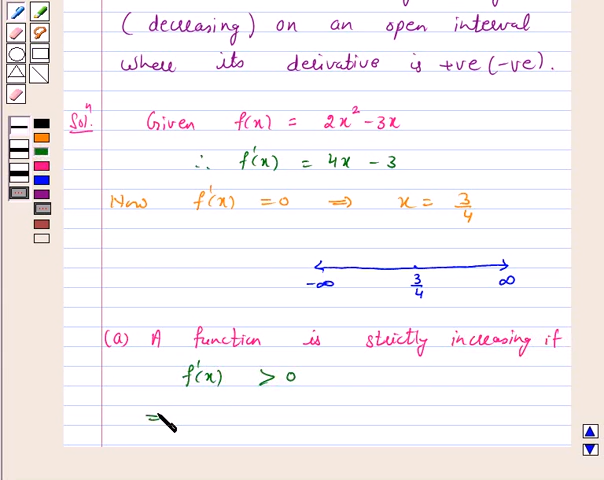 (decreasing) on an open interval
where its derivative is +ve (-ve).
Solⁿ. Given f(x) = 2x² - 3x
∴ f'(x) = 4x - 3
Now f'(x) = 0 ⇒ x = 3/4
-∞ 3/4 ∞
(a) A function is strictly increasing if
f'(x) > 0
=